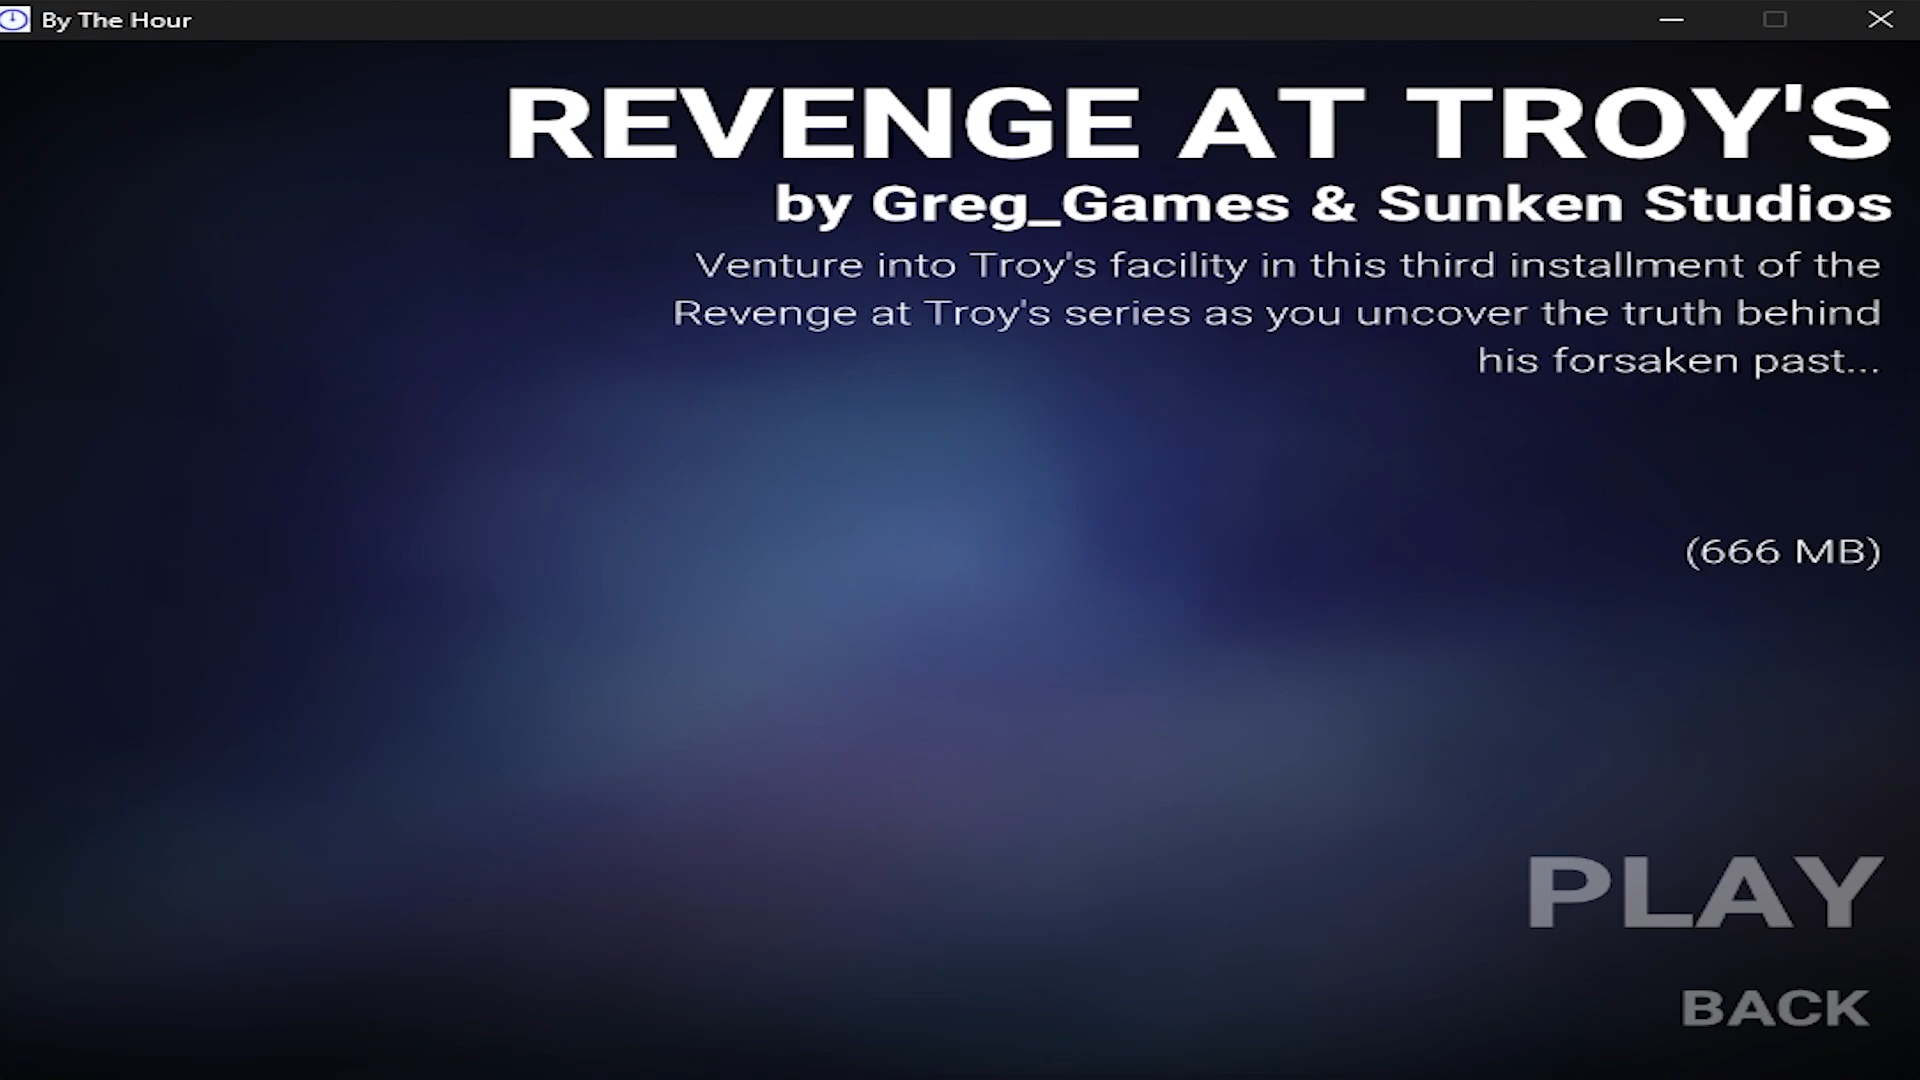 By The Hour
REVENGE AT TROY'S
by Greg_Games & Sunken Studios
Venture into Troy's facility in this third installment of the
Revenge at Troy's series as you uncover the truth behind
his forsaken past...
(666 MB)
PLAY
BACK